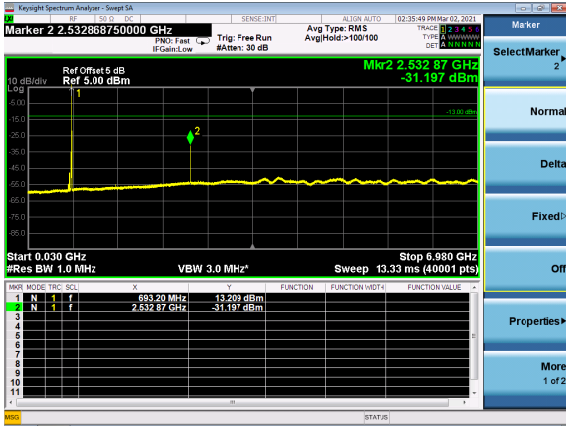 Keysight Spectrum Analyser - Swept SA
LXI RF 50 Ω DC SENSE:INT ALIGN AUTO 02:35:49 PM Mar 02, 2021
Marker 2 2.532868750000 GHz
PNO: Fast
IFGain:Low
Trig: Free Run
#Atten: 30 dB
Avg Type: RMS
Avg|Hold:>100/100
TRACE 1 2 3 4 5 6
TYPE A WWWWW
DET A NNNNN
Mkr2 2.532 87 GHz
-31.197 dBm
Ref Offset 5 dB
10 dB/div Ref 5.00 dBm
Log
1
-5.00
-13.00 dBm
-15.0
-25.0
2
-35.0
-45.0
-55.0
-65.0
-75.0
-85.0
Start 0.030 GHz Stop 6.980 GHz
#Res BW 1.0 MHz VBW 3.0 MHz* Sweep 13.33 ms (40001 pts)
MKR MODE TRC SCL X Y FUNCTION FUNCTION WIDTH FUNCTION VALUE
1 N 1 f 693.20 MHz 13.209 dBm
2 N 1 f 2.532 87 GHz -31.197 dBm
3
4
5
6
7
8
9
10
11
MSG STATUS
Marker
Select Marker
2
Normal
Delta
Fixed
Off
Properties
More
1 of 2